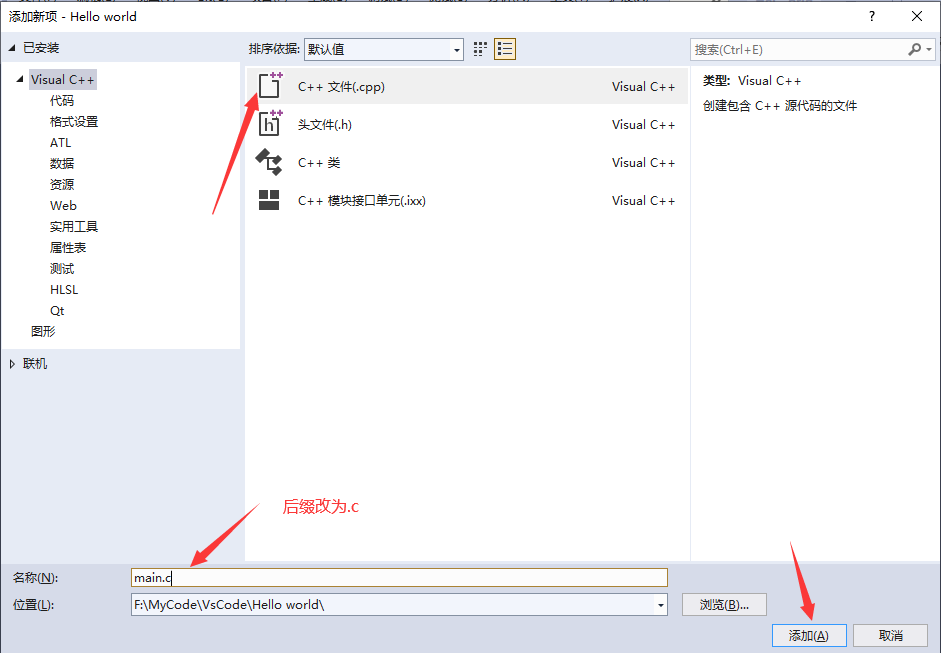 添加新项 - Hello world
?
已安装
排序依据: 默认值
搜索(Ctrl+E)
Visual C++
代码
格式设置
ATL
数据
资源
Web
实用工具
属性表
测试
HLSL
Qt
图形
联机
C++ 文件(.cpp) Visual C++
头文件(.h) Visual C++
C++ 类 Visual C++
C++ 模块接口单元(.ixx) Visual C++
类型: Visual C++
创建包含 C++ 源代码的文件
后缀改为.c
名称(N): main.c
位置(L): F:\MyCode\VsCode\Hello world\
浏览(B)...
添加(A) 取消